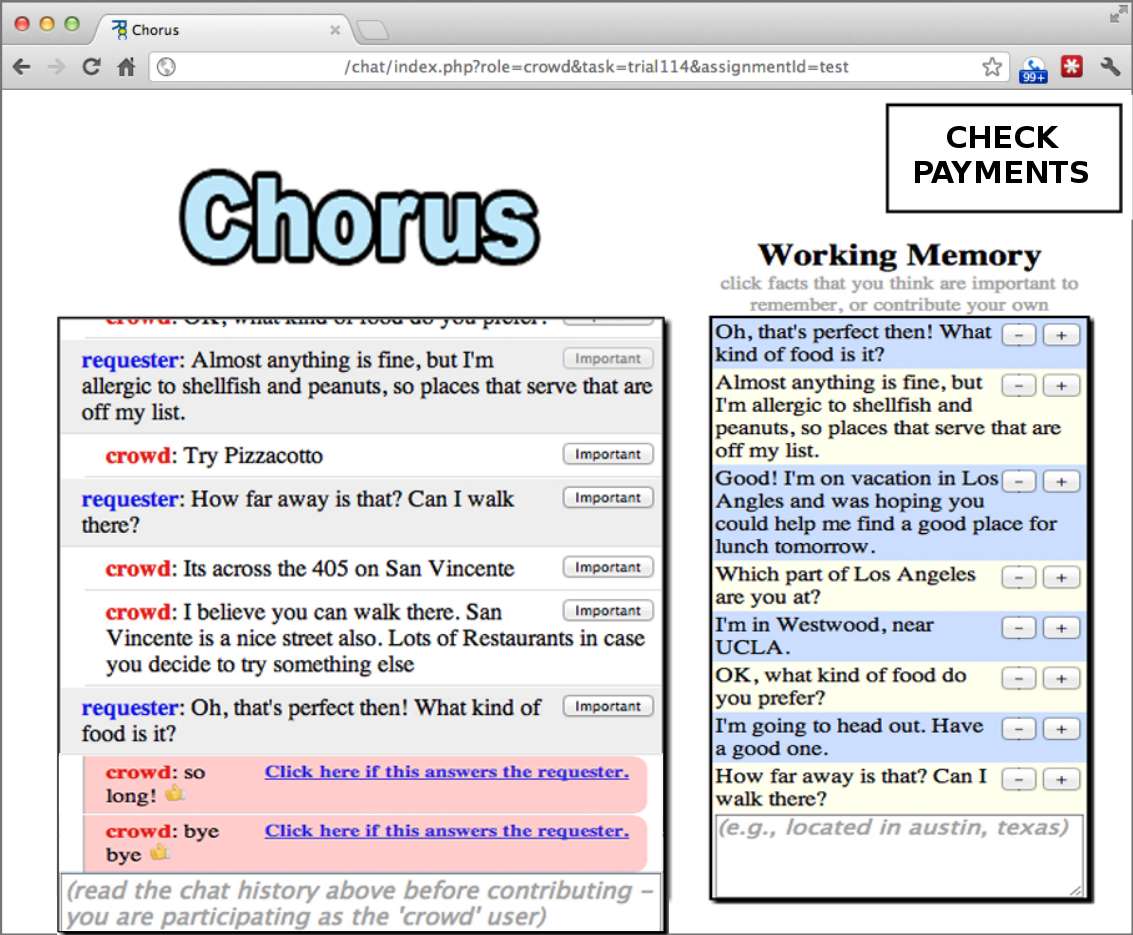 Chorus
/chat/index.php?role=crowd&task=trial114&assignmentId=test
99+
CHECK
PAYMENTS
Chorus
crowd: OK, what kind of food do you prefer?
requester: Almost anything is fine, but I'm
allergic to shellfish and peanuts, so places that serve that are
off my list.
Important
crowd: Try Pizzacotto
Important
requester: How far away is that? Can I walk
there?
Important
crowd: Its across the 405 on San Vincente
Important
crowd: I believe you can walk there. San
Vincente is a nice street also. Lots of Restaurants in case
you decide to try something else
Important
requester: Oh, that's perfect then! What kind of
food is it?
Important
crowd: so
long!
Click here if this answers the requester.
crowd: bye
bye
Click here if this answers the requester.
(read the chat history above before contributing –
you are participating as the 'crowd' user)
Working Memory
click facts that you think are important to
remember, or contribute your own
Oh, that's perfect then! What
kind of food is it?
- +
Almost anything is fine, but
I'm allergic to shellfish and
peanuts, so places that serve that are
off my list.
- +
Good! I'm on vacation in Los
Angles and was hoping you
could help me find a good place for
lunch tomorrow.
- +
Which part of Los Angeles
are you at?
- +
I'm in Westwood, near
UCLA.
- +
OK, what kind of food do
you prefer?
- +
I'm going to head out. Have
a good one.
- +
How far away is that? Can I
walk there?
- +
(e.g., located in austin, texas)